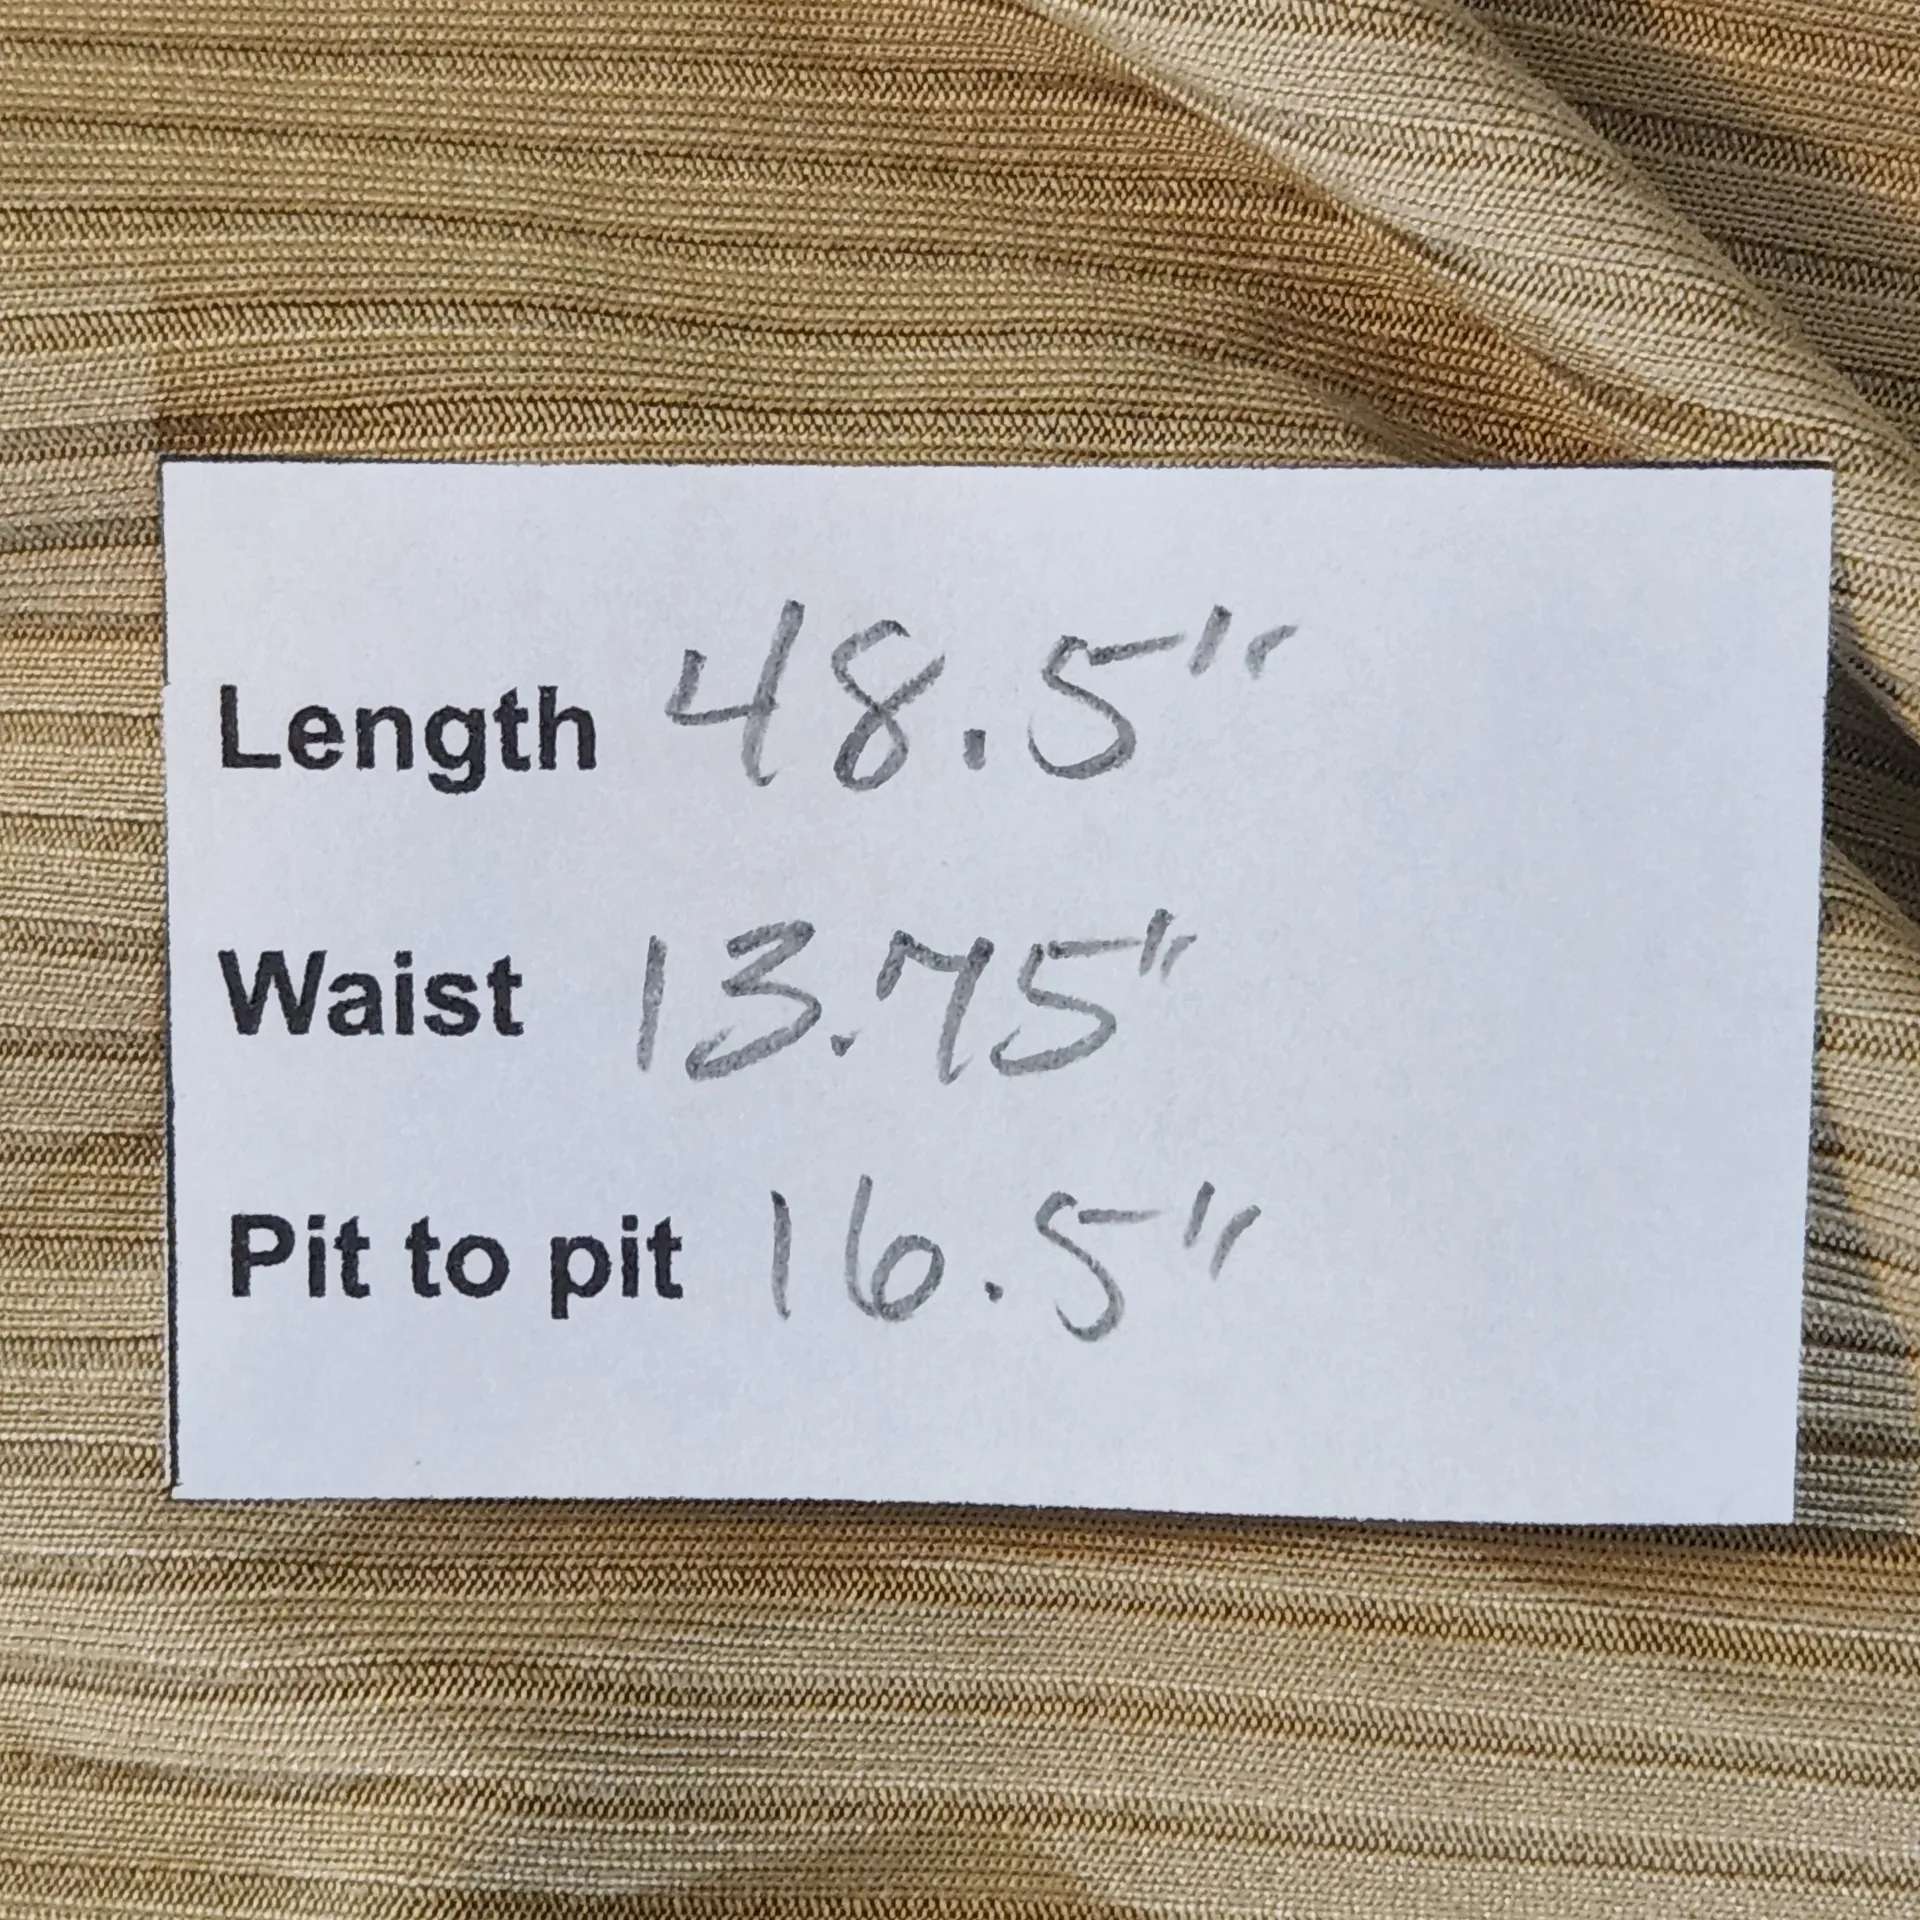 Length 48.5"
Waist 13.75"
Pit to pit 16.5"